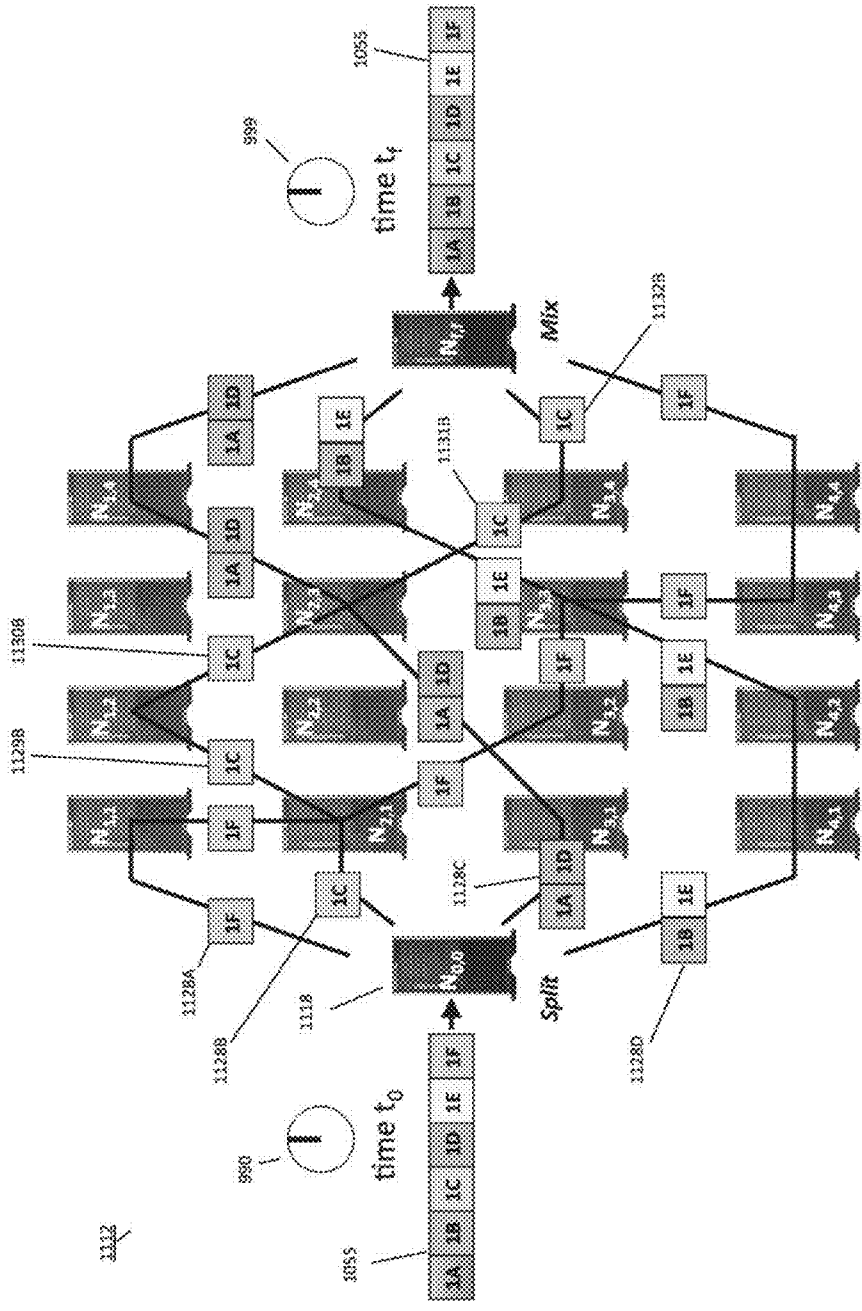 1112
990
time t0
1055
1A 1B 1C 1D 1E 1F
1118
N0,0
Split
1128A
1128B
1128C
1128D
1129B
1130B
1131B
1132B
1F
1F
1C
1C
1A 1D
1A 1D
N1,1
N1,2
N1,3
N1,4
1C
1F
1A 1D
1C
1B 1E
N2,1
N2,2
N2,3
N2,4
1A 1D
1F
1B 1E
1C
N3,1
N3,2
N3,3
N3,4
1B 1E
1B 1E
1F
1F
1F
N4,1
N4,2
N4,3
N4,4
Mix
999
time tf
1055
1A 1B 1C 1D 1E 1F